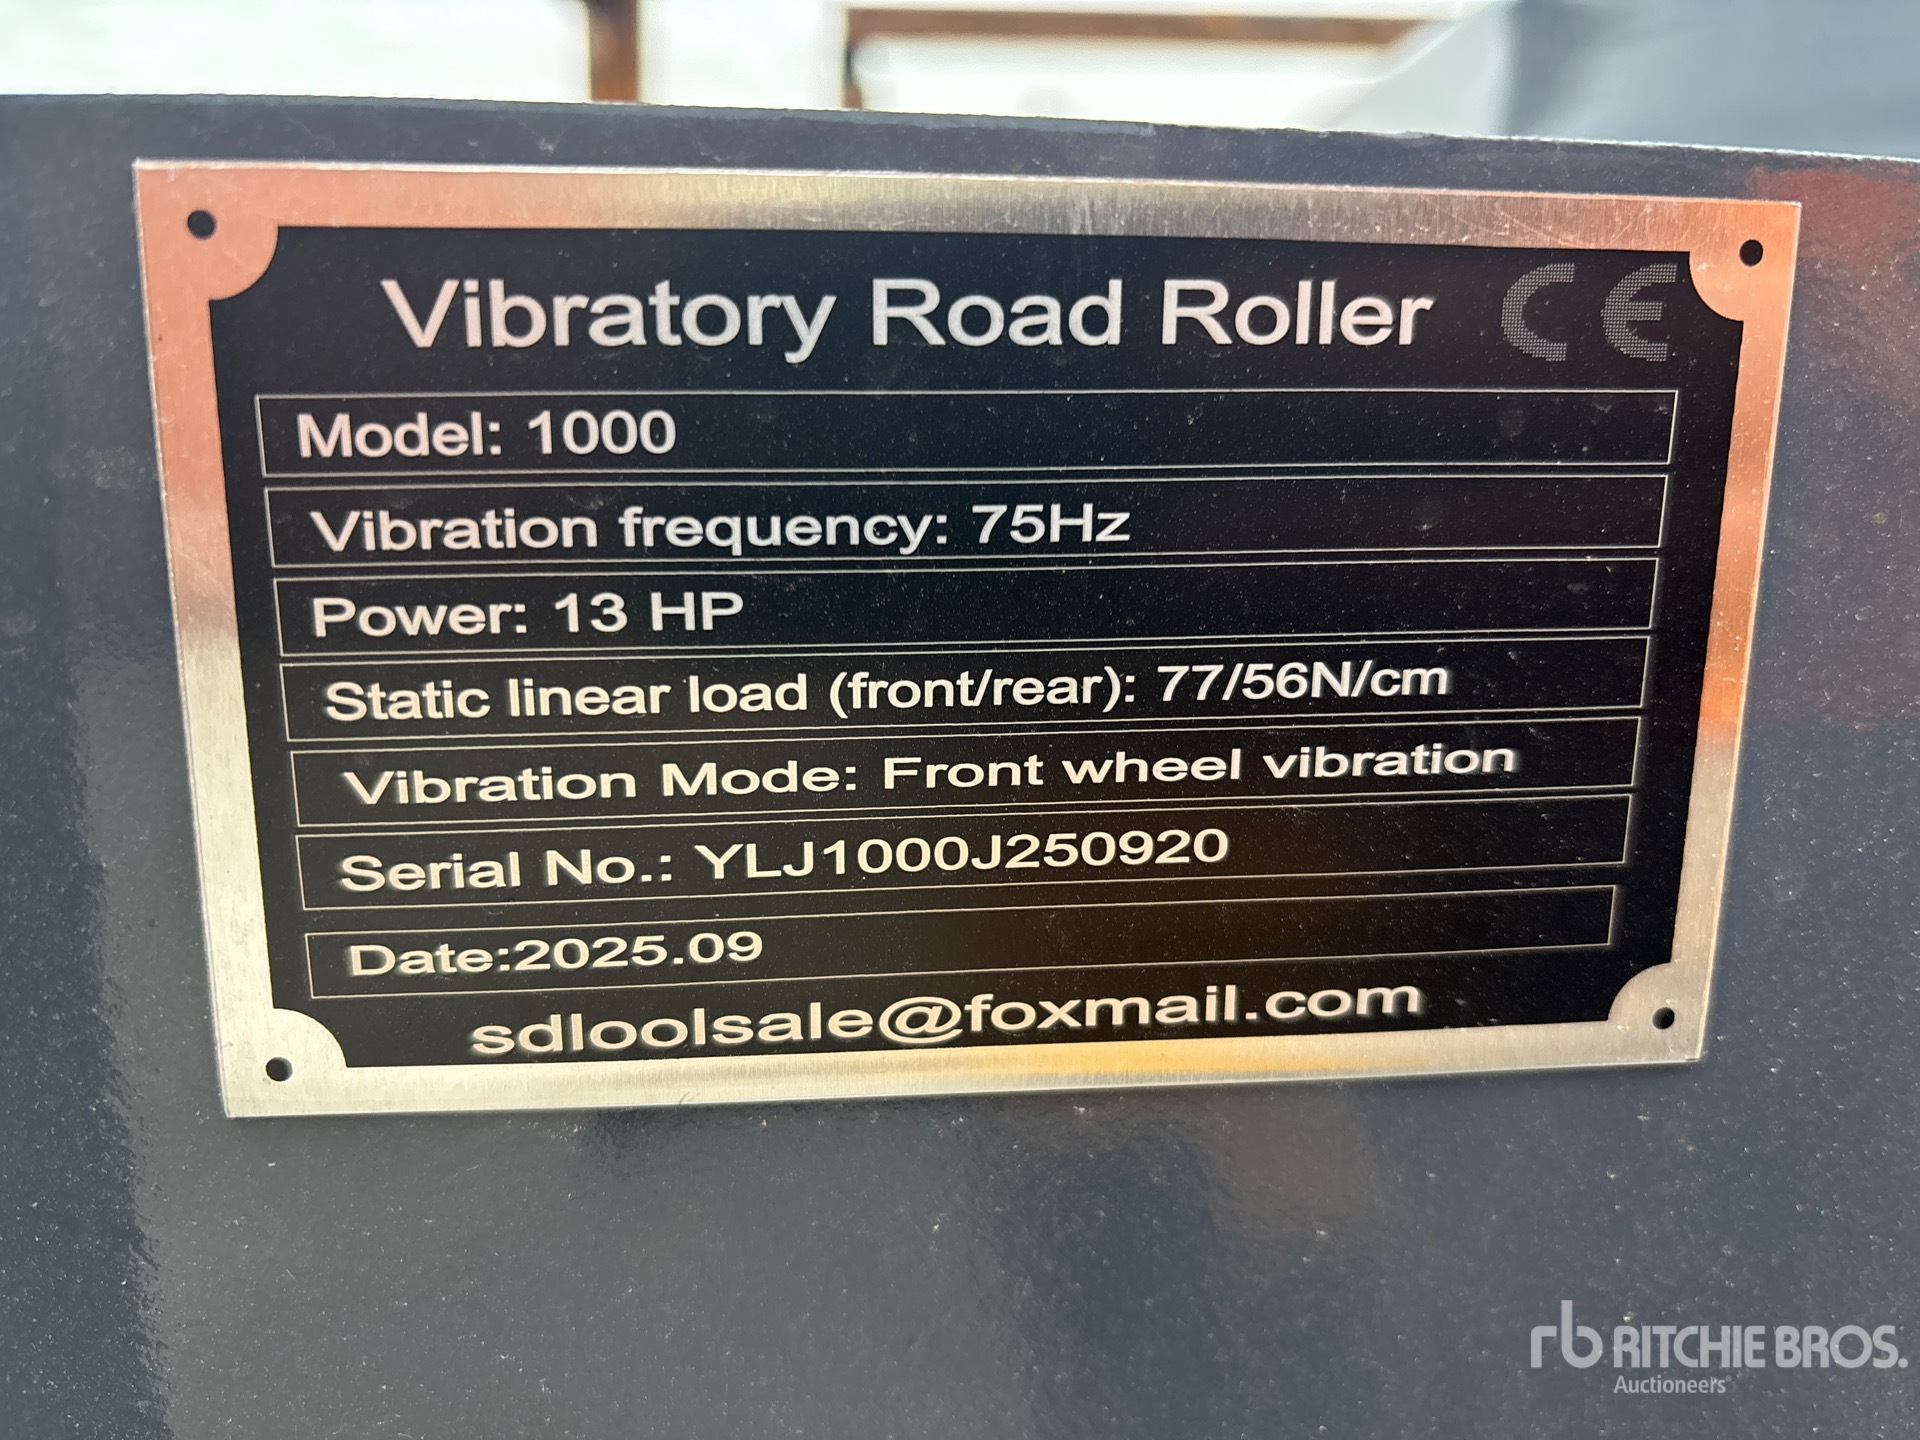 Vibratory Road Roller CE
Model: 1000
Vibration frequency: 75Hz
Power: 13 HP
Static linear load (front/rear): 77/56N/cm
Vibration Mode: Front wheel vibration
Serial No.: YLJ1000J250920
Date:2025.09
sdloolsale@foxmail.com
rb RITCHIE BROS.
Auctioneers